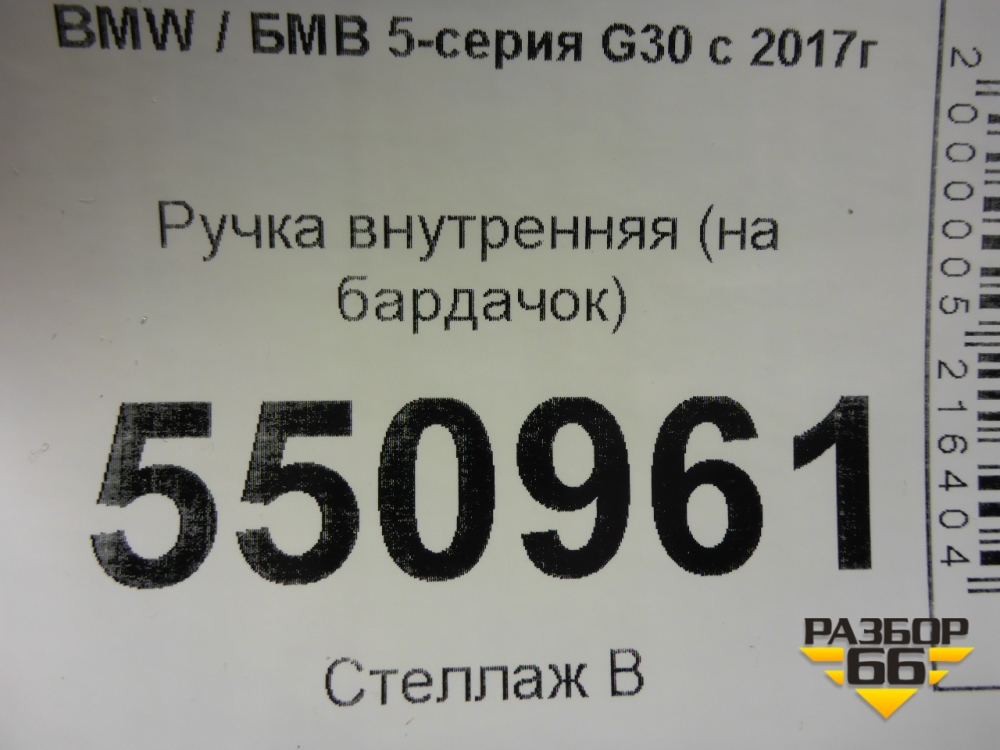 BMW / БМВ 5-серия G30 с 2017г
Ручка внутренняя (на
бардачок)
550961
Стеллаж В
2000005216404
РАЗБОР
66